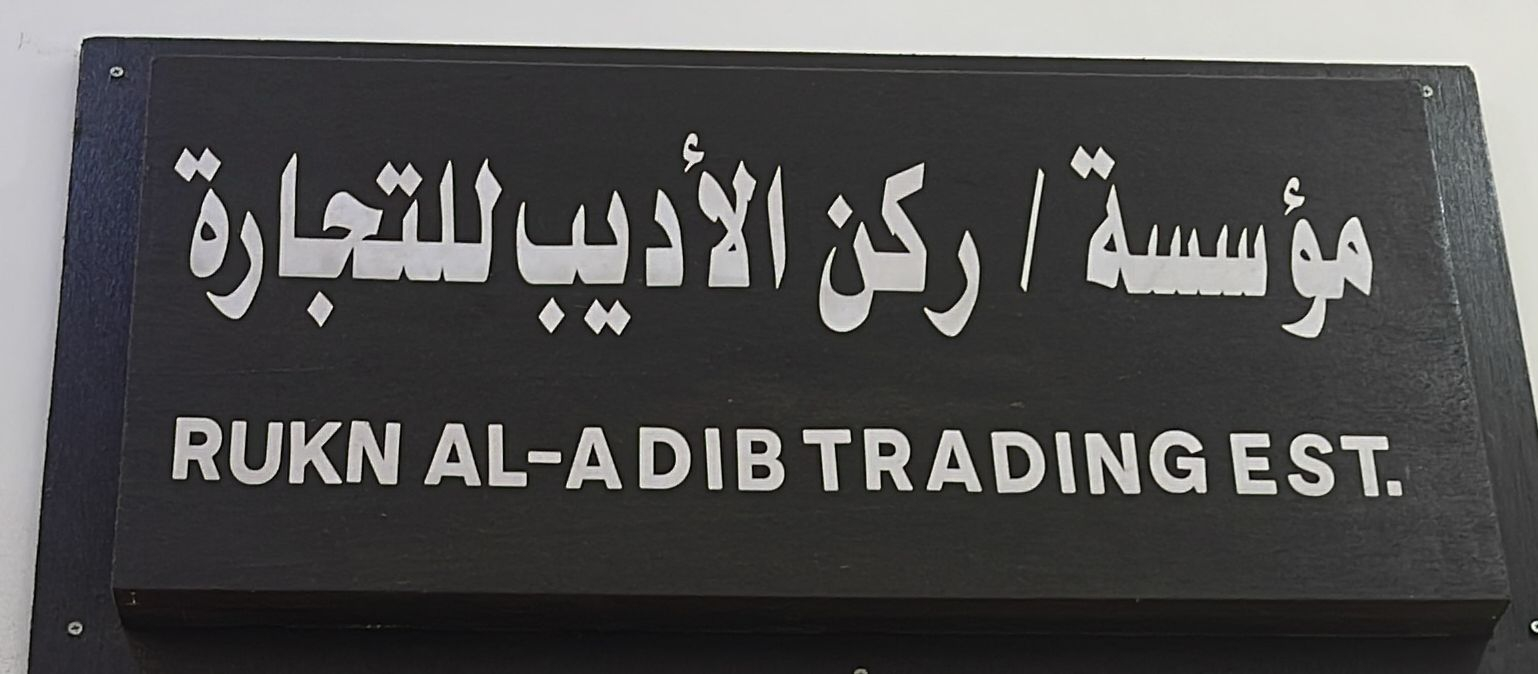 مؤسسة / ركن الأديب للتجارة
RUKN AL-ADIB TRADING EST.